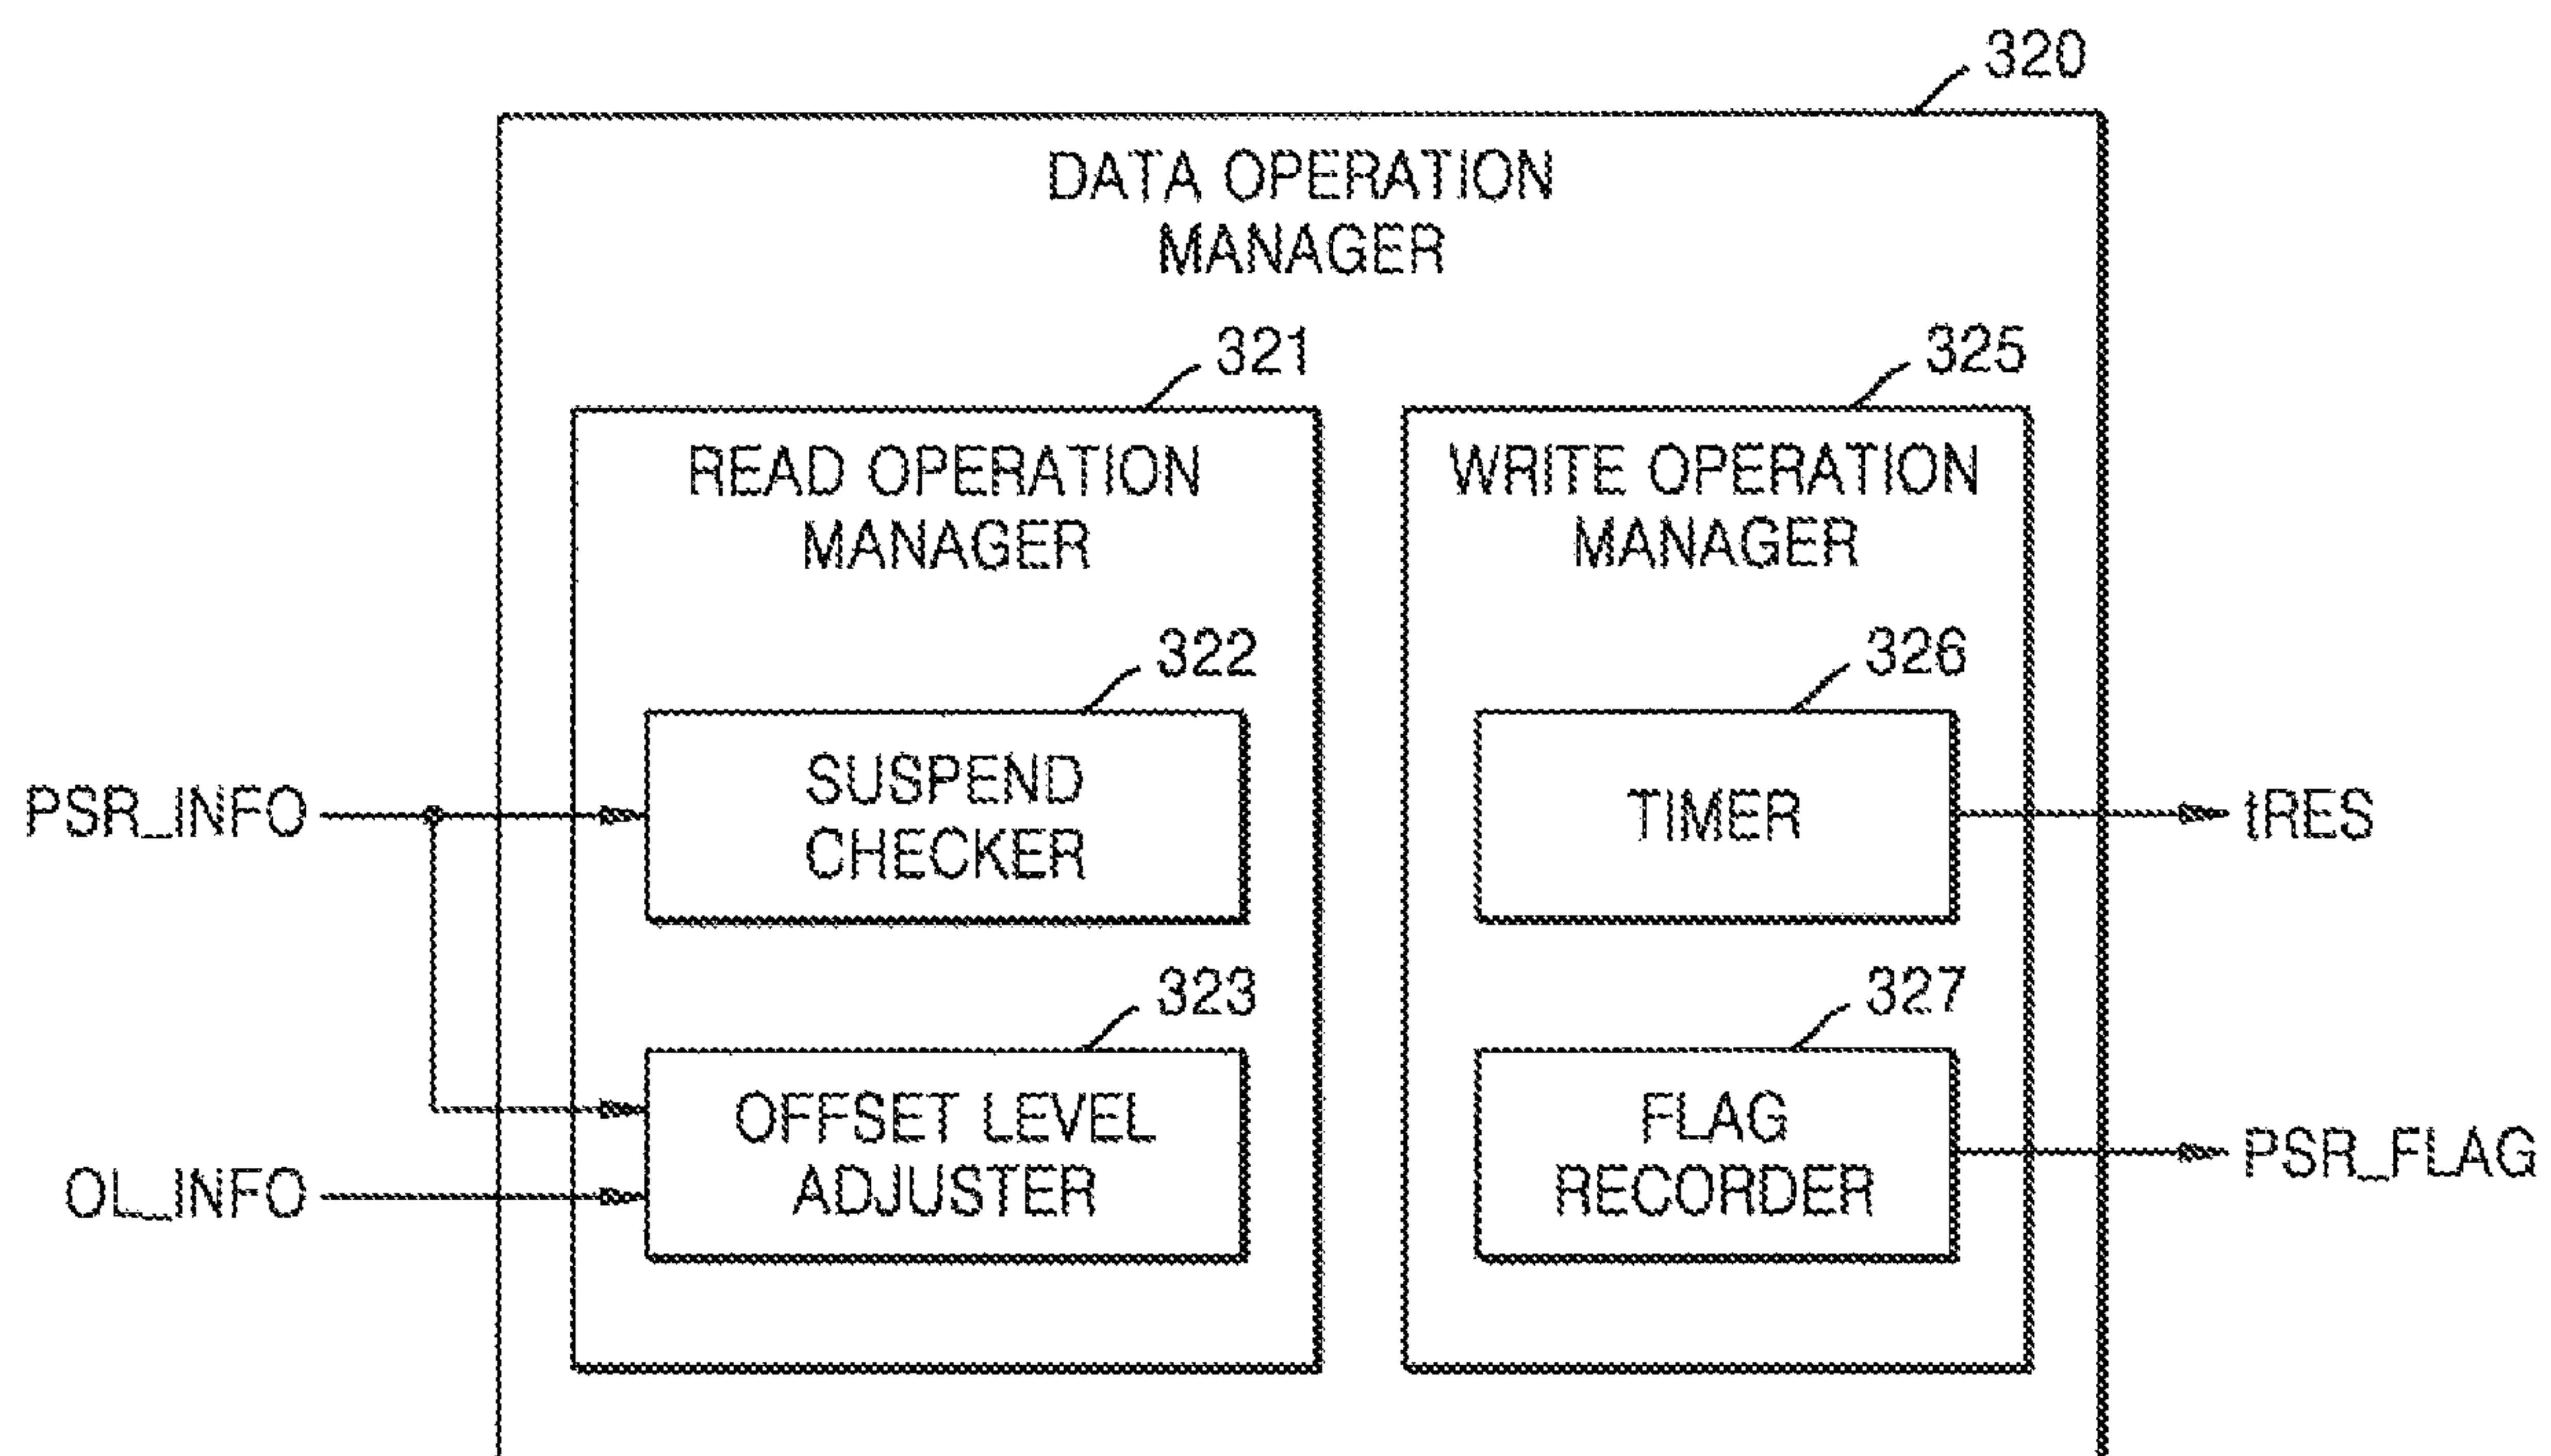 320
DATA OPERATION
MANAGER
321
READ OPERATION
MANAGER
322
SUSPEND
CHECKER
PSR_INFO
323
OFFSET LEVEL
ADJUSTER
OL_INFO
325
WRITE OPERATION
MANAGER
326
TIMER
tRES
327
FLAG
RECORDER
PSR_FLAG